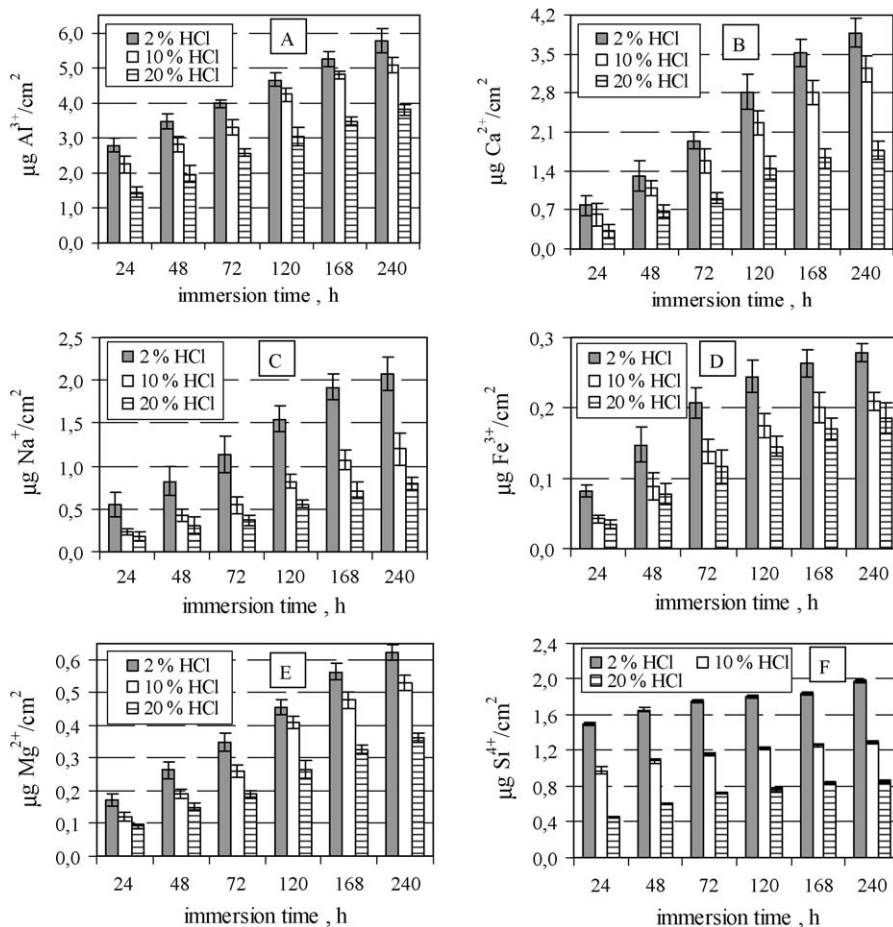 A
2 % HCl
10 % HCl
20 % HCl
6,0
5,0
4,0
3,0
2,0
1,0
0,0
µg Al³⁺/cm²
24 48 72 120 168 240
immersion time , h
B
2 % HCl
10 % HCl
20 % HCl
4,2
3,5
2,8
2,1
1,4
0,7
0,0
µg Ca²⁺/cm²
24 48 72 120 168 240
immersion time , h
C
2 % HCl
10 % HCl
20 % HCl
2,5
2,0
1,5
1,0
0,5
0,0
µg Na⁺/cm²
24 48 72 120 168 240
immersion time , h
D
2 % HCl
10 % HCl
20 % HCl
0,3
0,2
0,1
0,0
µg Fe³⁺/cm²
24 48 72 120 168 240
immersion time , h
E
2 % HCl
10 % HCl
20 % HCl
0,6
0,5
0,4
0,3
0,2
0,1
0,0
µg Mg²⁺/cm²
24 48 72 120 168 240
immersion time , h
F
2 % HCl 10 % HCl
20 % HCl
2,4
2,0
1,6
1,2
0,8
0,4
0,0
µg Si⁴⁺/cm²
24 48 72 120 168 240
immersion time , h